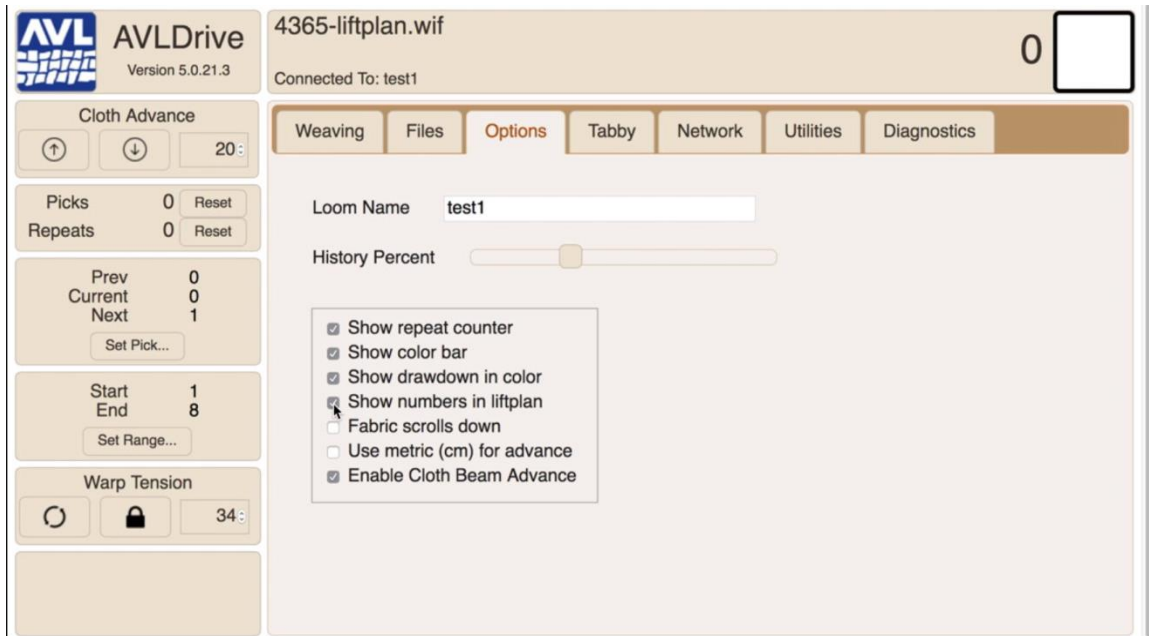 AVL
AVLDrive
Version 5.0.21.3
4365-liftplan.wif
Connected To: test1
0
Cloth Advance
20
Picks 0 Reset
Repeats 0 Reset
Prev 0
Current 0
Next 1
Set Pick...
Start 1
End 8
Set Range...
Warp Tension
34
Weaving Files Options Tabby Network Utilities Diagnostics
Loom Name test1
History Percent
Show repeat counter
Show color bar
Show drawdown in color
Show numbers in liftplan
Fabric scrolls down
Use metric (cm) for advance
Enable Cloth Beam Advance